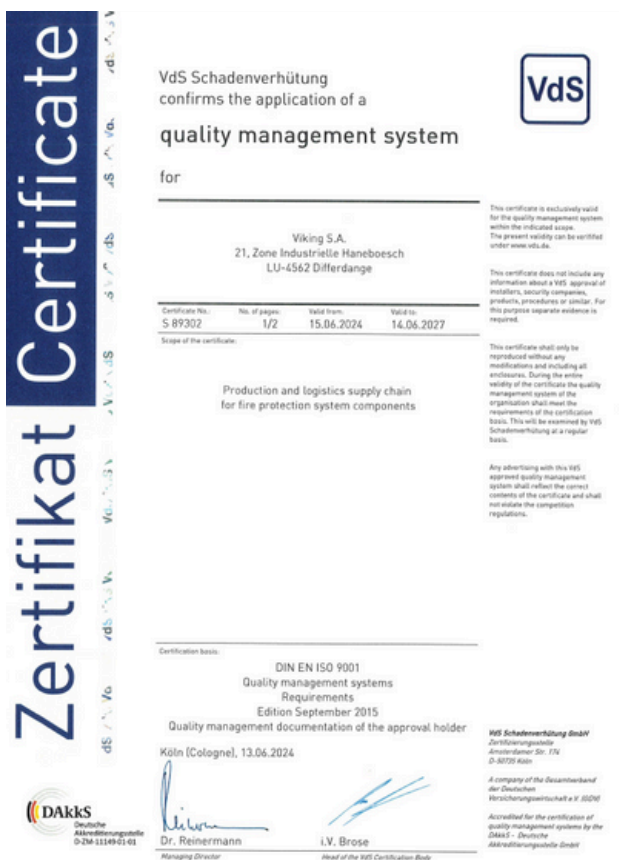 Zertifikat Certificate
VdS Schadenverhütung
confirms the application of a
quality management system
for
VdS
Viking S.A.
21, Zone Industrielle Haneboesch
LU-4562 Differdange
Certificate No.:
No. of pages:
Valid from:
Valid to:
S 89302
1/2
15.06.2024
14.06.2027
Scope of the certificate:
Production and logistics supply chain
for fire protection system components
This certificate is exclusively valid
for the quality management system
within the indicated scope.
The present validity can be verified
under www.vds.de.
This certificate does not include any
information about a VdS approval of
installers, security companies,
products, procedures or similar. For
this purpose separate evidence is
required.
This certificate shall only be
reproduced without any
modifications and including all
enclosures. During the entire
validity of the certificate the quality
management system of the
organisation shall meet the
requirements of the certification
basis. This will be examined by VdS
Schadenverhütung at a regular
basis.
Any advertising with this VdS
approved quality management
system shall reflect the correct
contents of the certificate and shall
not violate the competition
regulations.
Certification basis:
DIN EN ISO 9001
Quality management systems
Requirements
Edition September 2015
Quality management documentation of the approval holder
Köln (Cologne), 13.06.2024
Dr. Reinermann
i.V. Brose
Managing Director
Head of the VdS Certification Body
VdS Schadenverhütung GmbH
Zertifizierungsstelle
Amsterdamer Str. 174
D-50735 Köln
A company of the Gesamtverband
der Deutschen
Versicherungswirtschaft e.V. (GDV)
Accredited for the certification of
quality management systems by the
DAkkS - Deutsche
Akkreditierungsstelle GmbH
DAkkS
Deutsche
Akkreditierungsstelle
D-ZM-11149-01-01